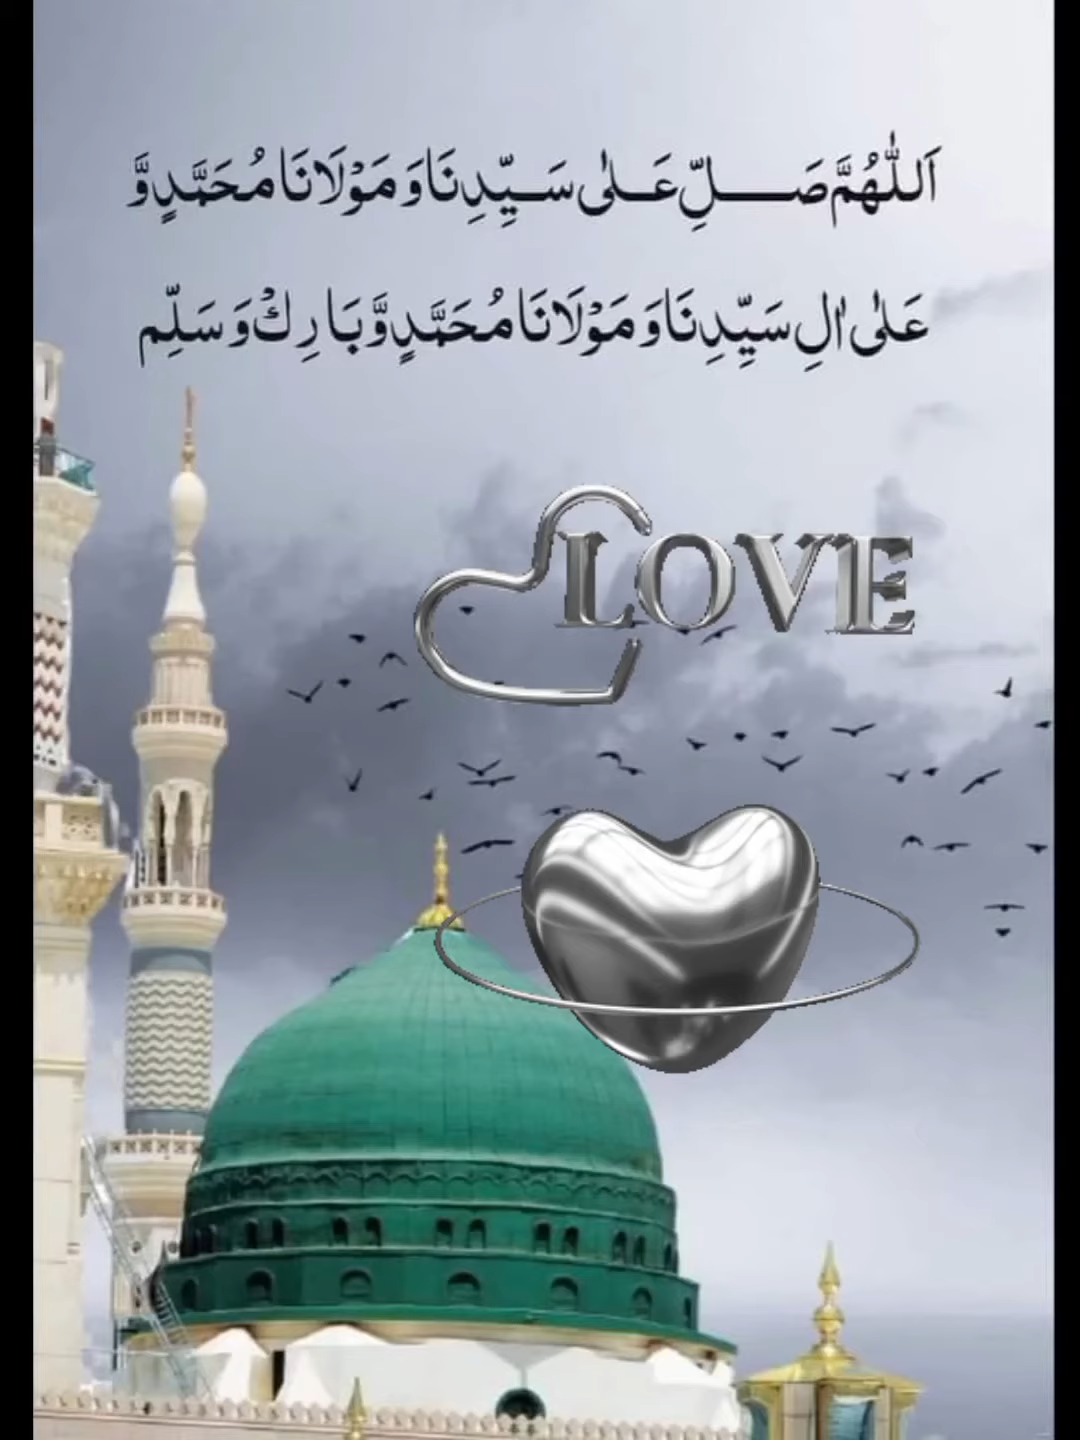 اَللّٰهُمَّ صَلِّ عَلٰی سَیِّدِنَا وَ مَوْلَانَا مُحَمَّدٍ وَّ
عَلٰی اٰلِ سَیِّدِنَا وَ مَوْلَانَا مُحَمَّدٍ وَّ بَارِكْ وَ سَلِّم
LOVE